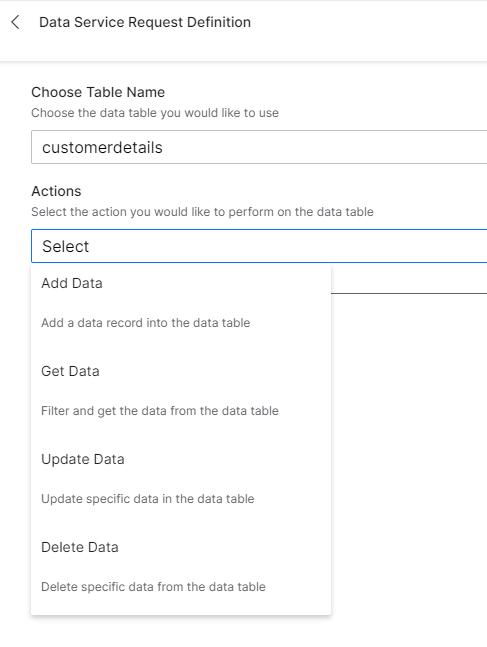 Data Service Request Definition
Choose Table Name
Choose the data table you would like to use
customerdetails
Actions
Select the action you would like to perform on the data table
Select
Add Data
Add a data record into the data table
Get Data
Filter and get the data from the data table
Update Data
Update specific data in the data table
Delete Data
Delete specific data from the data table